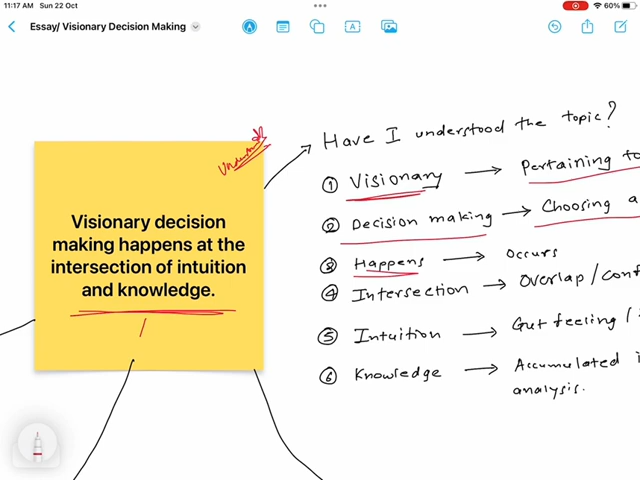 11:17 AM Sun 22 Oct
60%
Essay/ Visionary Decision Making
A
Understand
Visionary decision
making happens at the
intersection of intuition
and knowledge.
Have I understood the topic?
① Visionary → Pertaining to
② Decision making → Choosing a
③ Happens → Occurs
④ Intersection → Overlap/conf
⑤ Intuition → Gut feeling/
⑥ Knowledge → Accumulated i
analysis.